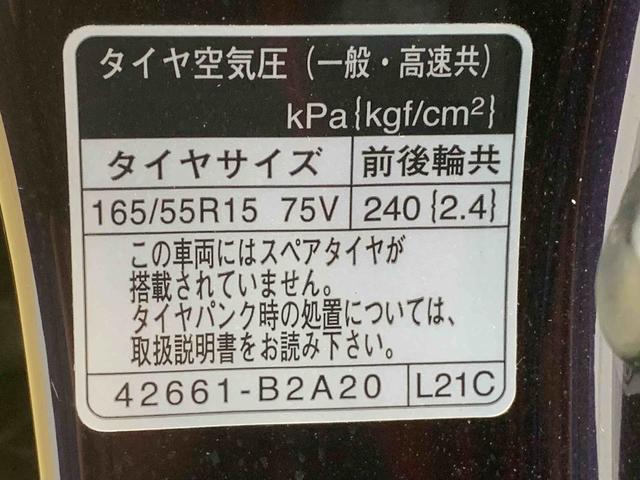 タイヤ空気圧(一般・高速共)
kPa{kgf/cm²}
タイヤサイズ 前後輪共
165/55R15 75V 240{2.4}
この車両にはスペアタイヤが
搭載されていません。
タイヤパンク時の処置については、
取扱説明書をお読み下さい。
42661-B2A20 L21C